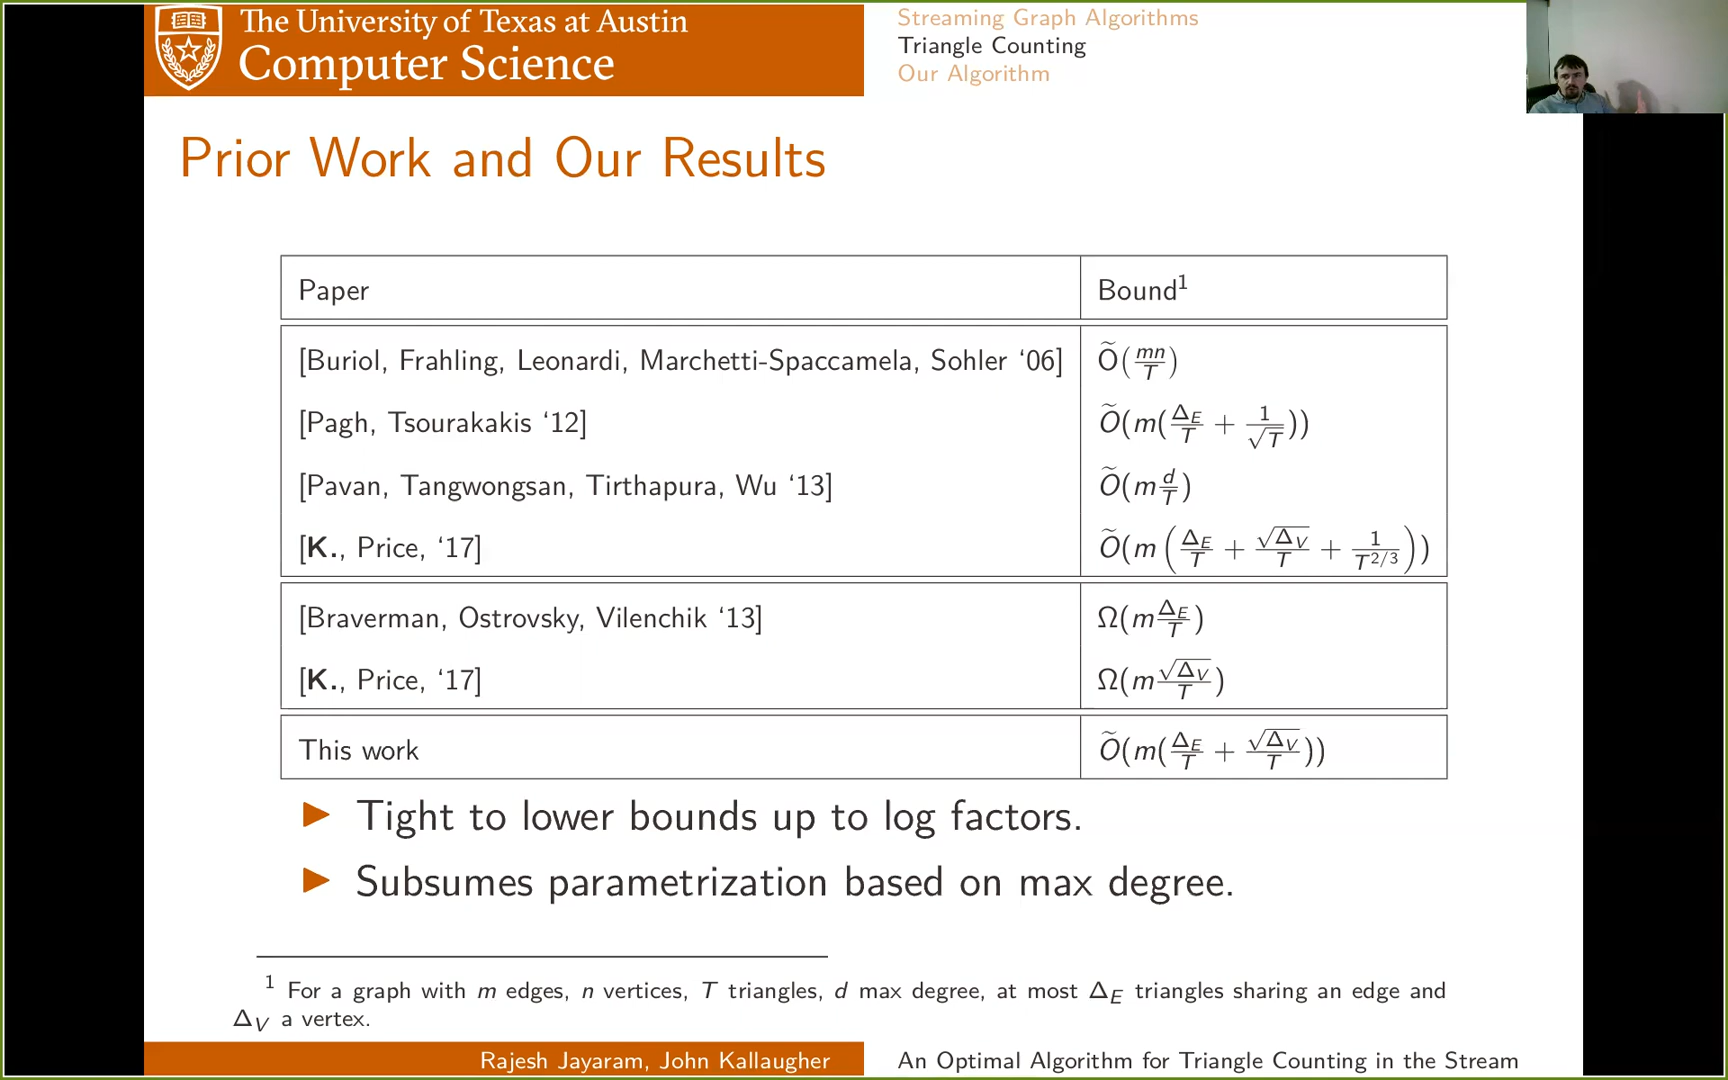 The University of Texas at Austin
Computer Science
Streaming Graph Algorithms
Triangle Counting
Our Algorithm
Prior Work and Our Results
Paper Bound¹
[Buriol, Frahling, Leonardi, Marchetti-Spaccamela, Sohler ‘06] Õ(mn/T)
[Pagh, Tsourakakis ‘12] Õ(m(Δ_E/T + 1/√T))
[Pavan, Tangwongsan, Tirthapura, Wu ‘13] Õ(m d/T)
[K., Price, ‘17] Õ(m(Δ_E/T + √Δ_V/T + 1/T^{2/3}))
[Braverman, Ostrovsky, Vilenchik ‘13] Ω(m Δ_E/T)
[K., Price, ‘17] Ω(m √Δ_V/T)
This work Õ(m(Δ_E/T + √Δ_V/T))
▶ Tight to lower bounds up to log factors.
▶ Subsumes parametrization based on max degree.
¹ For a graph with m edges, n vertices, T triangles, d max degree, at most Δ_E triangles sharing an edge and
Δ_V a vertex.
Rajesh Jayaram, John Kallaugher
An Optimal Algorithm for Triangle Counting in the Stream